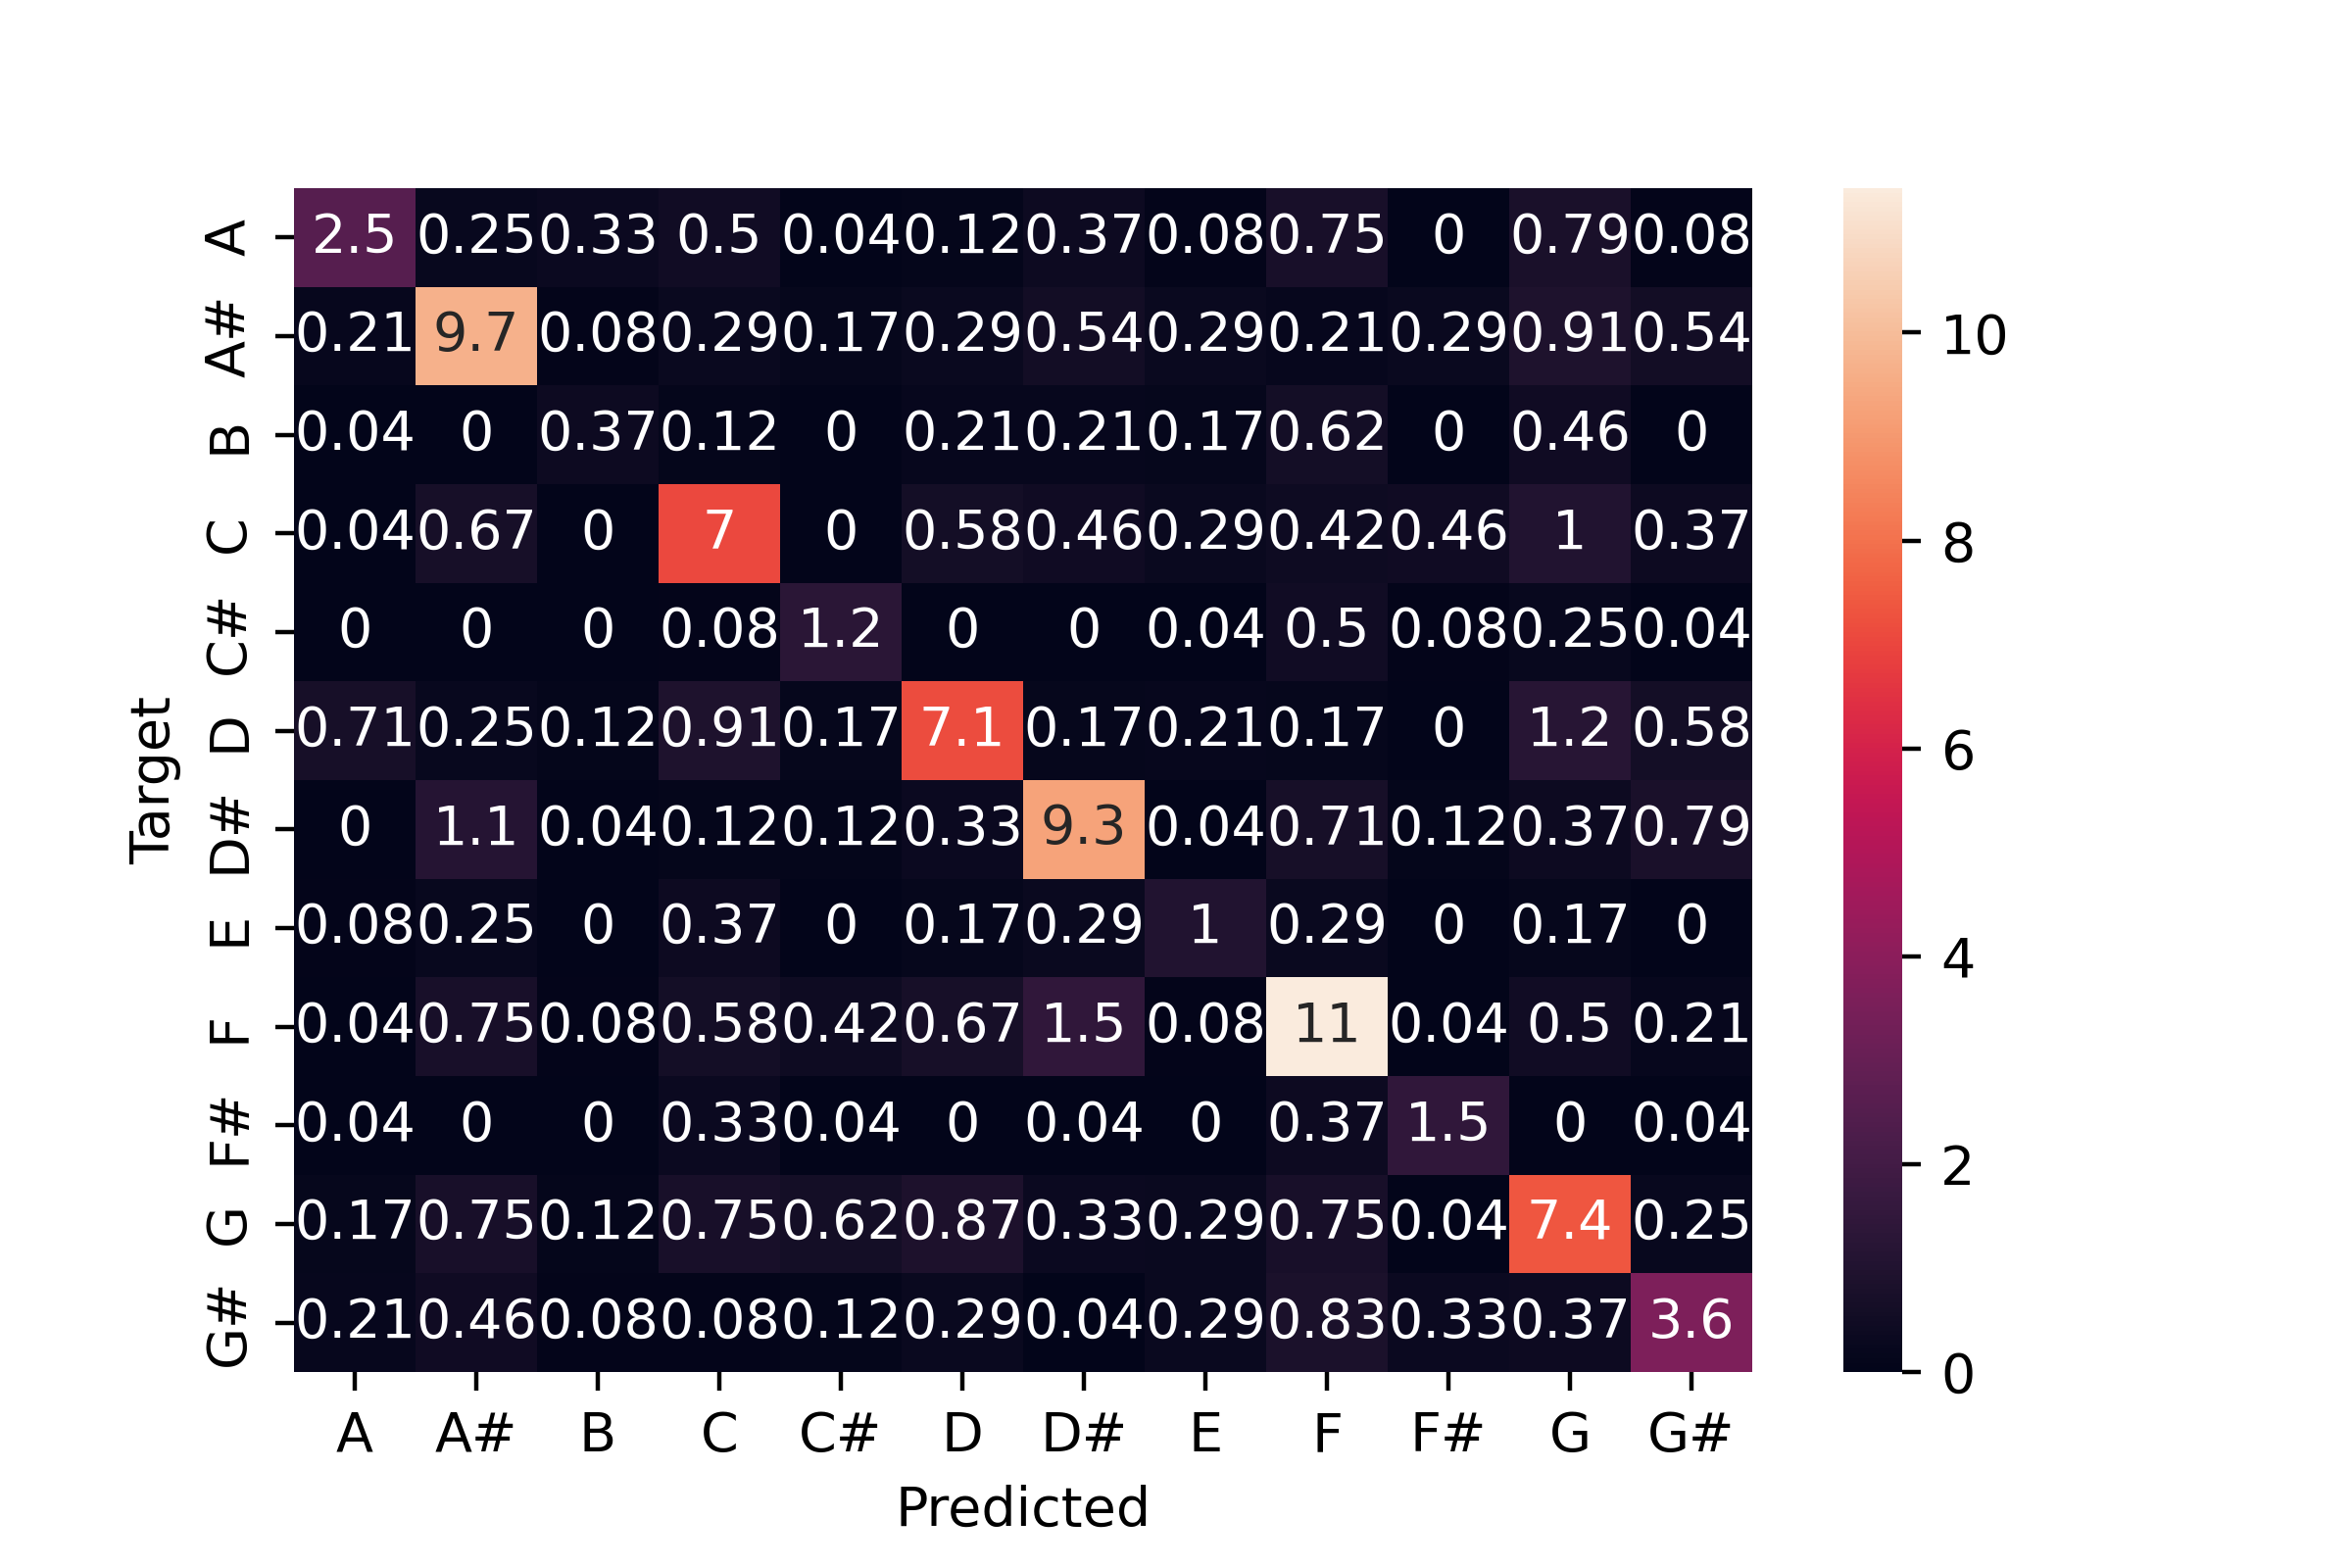 A 2.5 0.25 0.33 0.5 0.04 0.12 0.37 0.08 0.75 0 0.79 0.08
A# 0.21 9.7 0.08 0.29 0.17 0.29 0.54 0.29 0.21 0.29 0.91 0.54
B 0.04 0 0.37 0.12 0 0.21 0.21 0.17 0.62 0 0.46 0
C 0.04 0.67 0 7 0 0.58 0.46 0.29 0.42 0.46 1 0.37
C# 0 0 0 0.08 1.2 0 0 0.04 0.5 0.08 0.25 0.04
D 0.71 0.25 0.12 0.91 0.17 7.1 0.17 0.21 0.17 0 1.2 0.58
D# 0 1.1 0.04 0.12 0.12 0.33 9.3 0.04 0.71 0.12 0.37 0.79
E 0.08 0.25 0 0.37 0 0.17 0.29 1 0.29 0 0.17 0
F 0.04 0.75 0.08 0.58 0.42 0.67 1.5 0.08 11 0.04 0.5 0.21
F# 0.04 0 0 0.33 0.04 0 0.04 0 0.37 1.5 0 0.04
G 0.17 0.75 0.12 0.75 0.62 0.87 0.33 0.29 0.75 0.04 7.4 0.25
G# 0.21 0.46 0.08 0.08 0.12 0.29 0.04 0.29 0.83 0.33 0.37 3.6
A A# B C C# D D# E F F# G G#
Predicted
Target
10
8
6
4
2
0